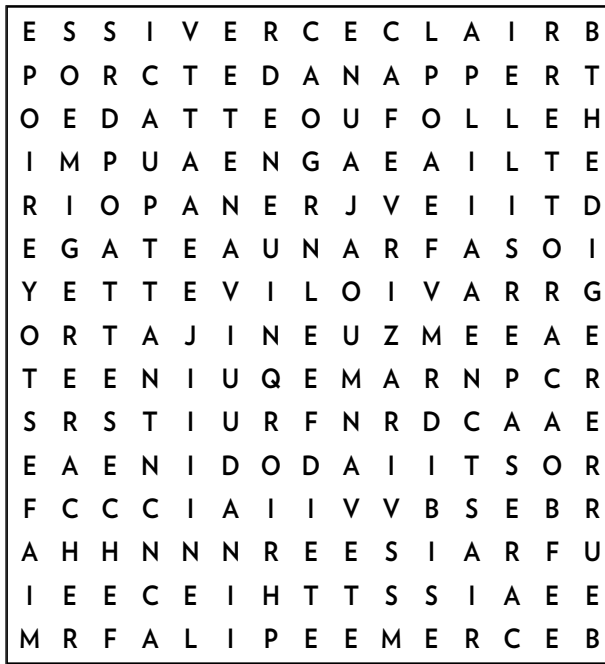 E S S I V E R C E C L A I R B
P O R C T E D A N A P P E R T
O E D A T T E O U F O L L E H
I M P U A E N G A E A I L T E
R I O P A N E R J V E I I T D
E G A T E A U N A R F A S O I
Y E T T E V I L O I V A R R G
O R T A J I N E U Z M E E A E
T E E N I U Q E M A R N P C R
S R S T I U R F N R D C A A E
E A E N I D O D A I I T S O R
F C C C I A I I V V B S E B R
A H H N N N R E E S I A R F U
I E E C E I H T T S S I A E E
M R F A L I P E E M E R C E B